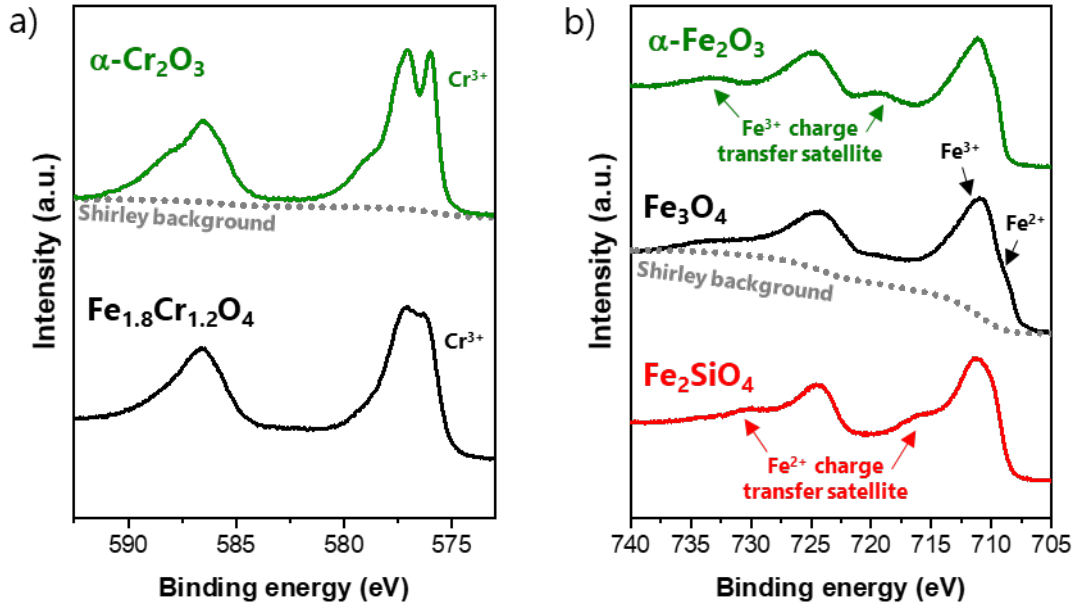 a)
α-Cr₂O₃
Cr³⁺
Shirley background
Fe₁.₈Cr₁.₂O₄
Cr³⁺
Intensity (a.u.)
590
585
580
575
Binding energy (eV)
b)
α-Fe₂O₃
Fe³⁺ charge
transfer satellite
Fe³⁺
Fe₃O₄
Fe²⁺
Shirley background
Fe₂SiO₄
Fe²⁺ charge
transfer satellite
Intensity (a.u.)
740
735
730
725
720
715
710
705
Binding energy (eV)